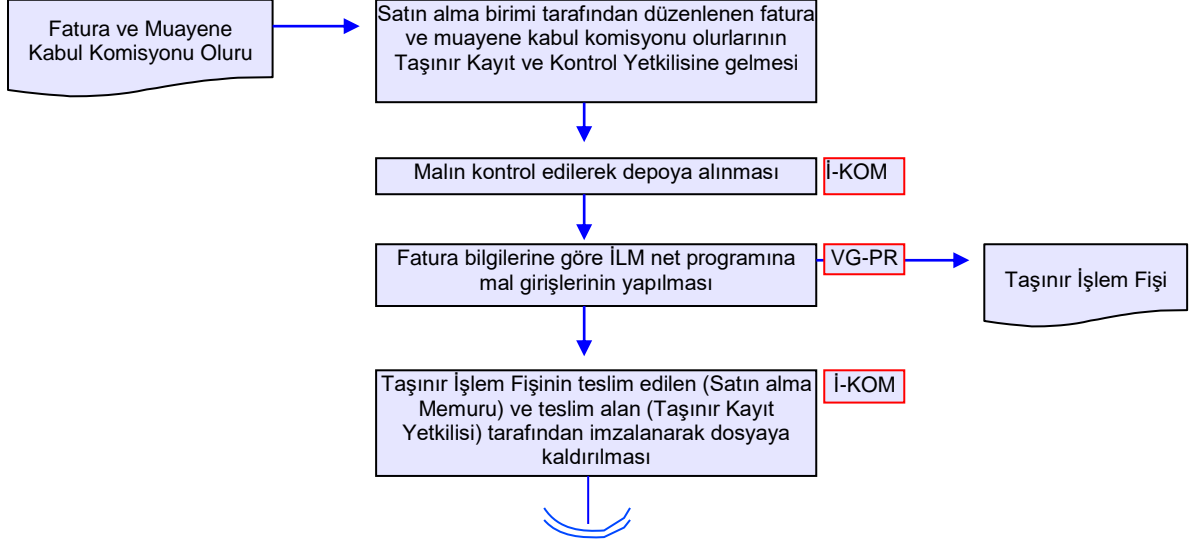 Fatura ve Muayene
Kabul Komisyonu Oluru
Satın alma birimi tarafından düzenlenen fatura
ve muayene kabul komisyonu olurlarının
Taşınır Kayıt ve Kontrol Yetkilisine gelmesi
Malın kontrol edilerek depoya alınması
İ-KOM
Fatura bilgilerine göre İLM net programına
mal girişlerinin yapılması
VG-PR
Taşınır İşlem Fişi
Taşınır İşlem Fişinin teslim edilen (Satın alma
Memuru) ve teslim alan (Taşınır Kayıt
Yetkilisi) tarafından imzalanarak dosyaya
kaldırılması
İ-KOM